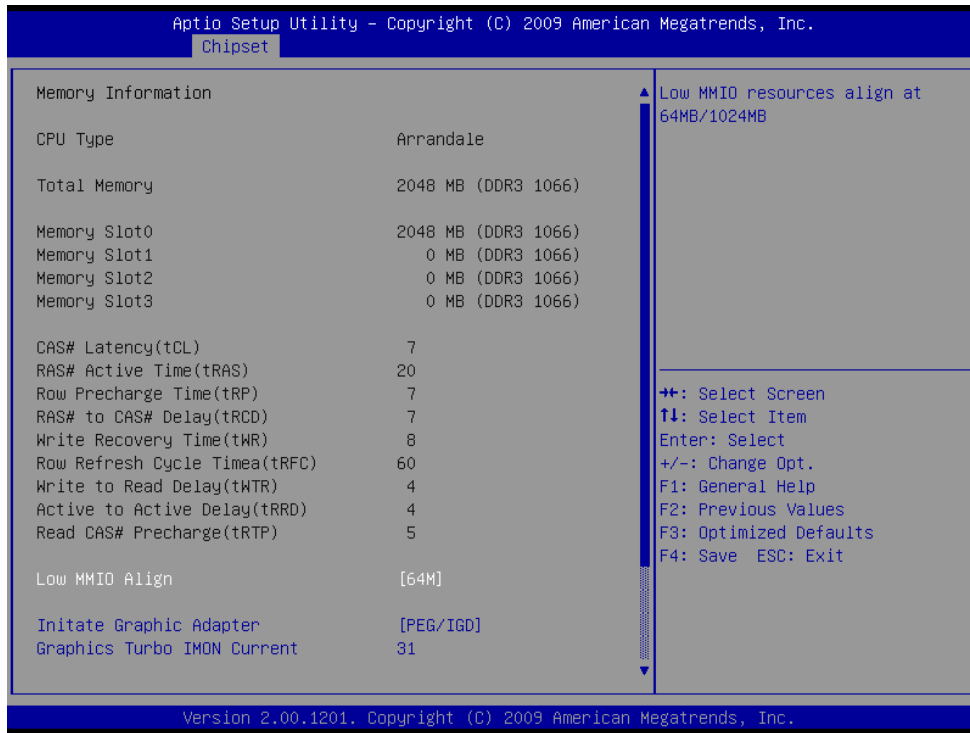 Aptio Setup Utility – Copyright (C) 2009 American Megatrends, Inc.
Chipset
Memory Information
CPU Type Arrandale
Total Memory 2048 MB (DDR3 1066)
Memory Slot0 2048 MB (DDR3 1066)
Memory Slot1 0 MB (DDR3 1066)
Memory Slot2 0 MB (DDR3 1066)
Memory Slot3 0 MB (DDR3 1066)
CAS# Latency(tCL) 7
RAS# Active Time(tRAS) 20
Row Precharge Time(tRP) 7
RAS# to CAS# Delay(tRCD) 7
Write Recovery Time(tWR) 8
Row Refresh Cycle Timea(tRFC) 60
Write to Read Delay(tWTR) 4
Active to Active Delay(tRRD) 4
Read CAS# Precharge(tRTP) 5
Low MMIO Align [64M]
Initate Graphic Adapter [PEG/IGD]
Graphics Turbo IMON Current 31
Low MMIO resources align at
64MB/1024MB
→←: Select Screen
↑↓: Select Item
Enter: Select
+/-: Change Opt.
F1: General Help
F2: Previous Values
F3: Optimized Defaults
F4: Save ESC: Exit
Version 2.00.1201. Copyright (C) 2009 American Megatrends, Inc.